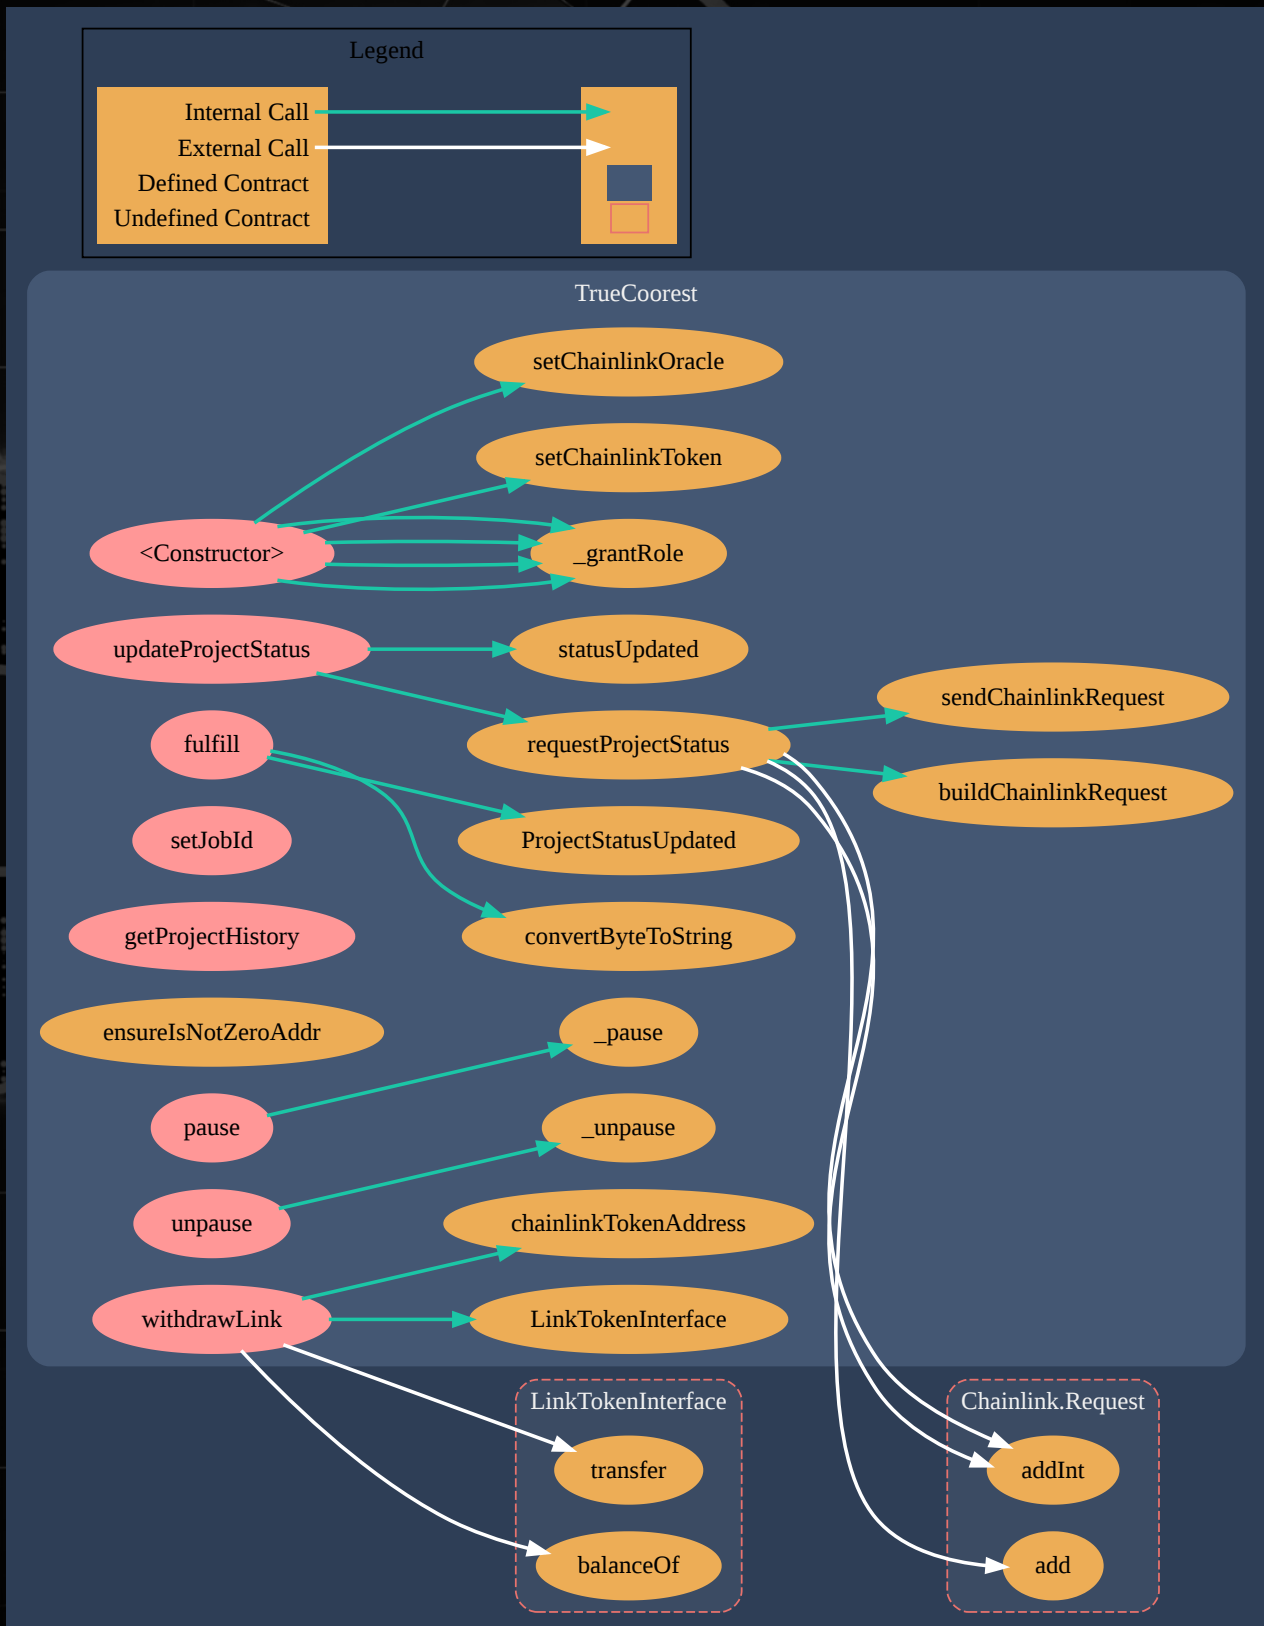 Legend
Internal Call
External Call
Defined Contract
Undefined Contract
TrueCoorest
setChainlinkOracle
setChainlinkToken
<Constructor>
_grantRole
updateProjectStatus
statusUpdated
sendChainlinkRequest
fulfill
requestProjectStatus
buildChainlinkRequest
setJobId
ProjectStatusUpdated
getProjectHistory
convertByteToString
ensureIsNotZeroAddr
_pause
pause
_unpause
unpause
chainlinkTokenAddress
withdrawLink
LinkTokenInterface
LinkTokenInterface
Chainlink.Request
transfer
addInt
balanceOf
add